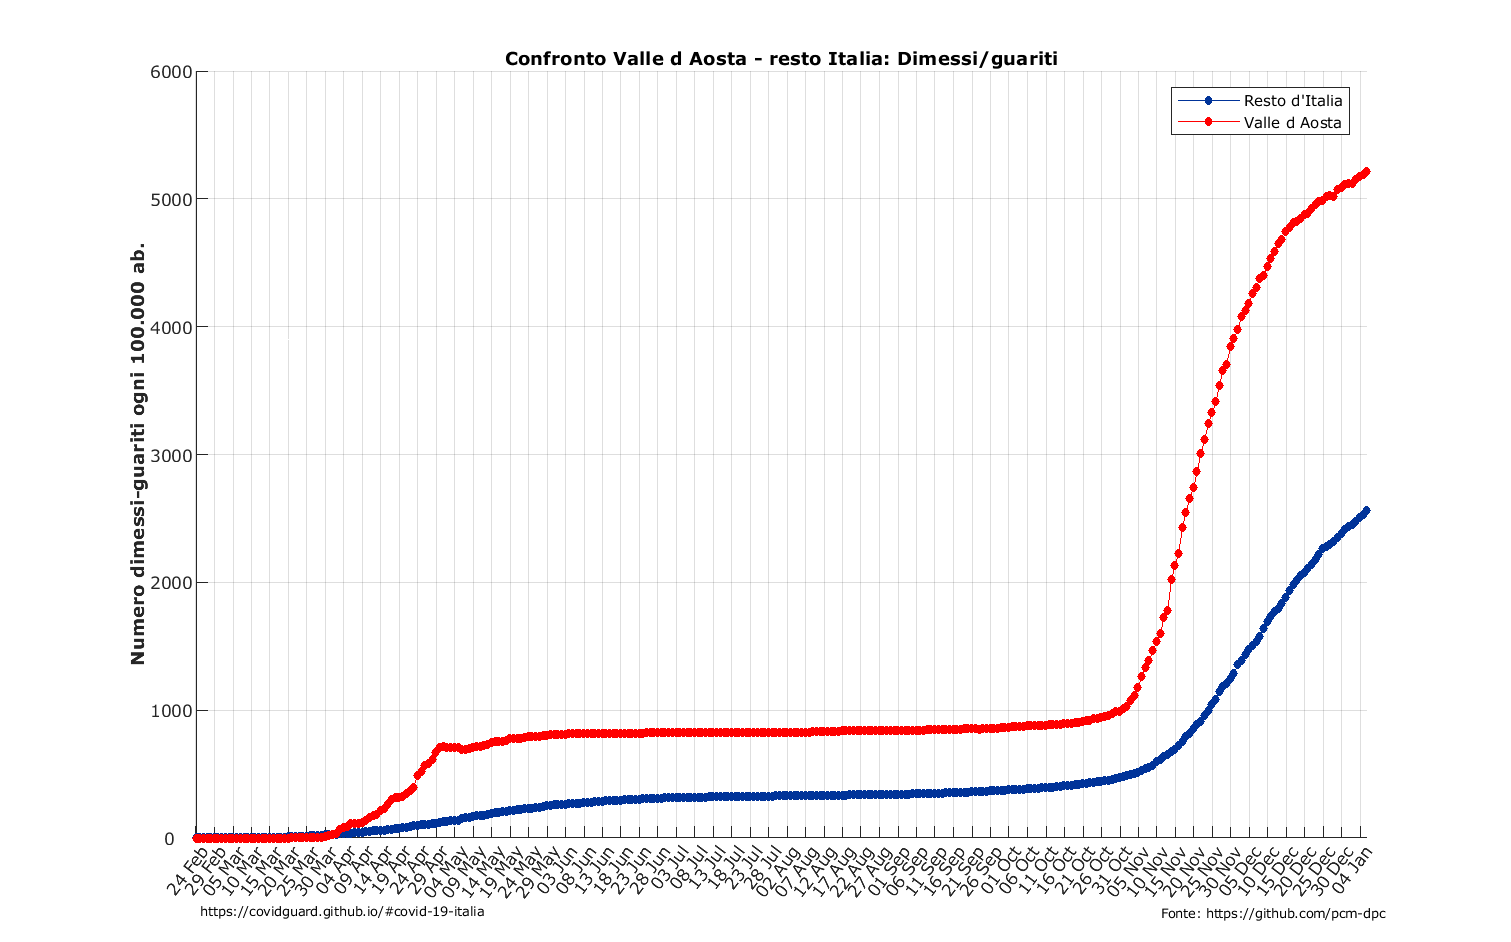 Confronto Valle d Aosta - resto Italia: Dimessi/guariti
Resto d'Italia
Valle d Aosta
Numero dimessi-guariti ogni 100.000 ab.
6000
5000
4000
3000
2000
1000
0
24 Feb
29 Feb
05 Mar
10 Mar
15 Mar
20 Mar
25 Mar
30 Mar
04 Apr
09 Apr
14 Apr
19 Apr
24 Apr
29 Apr
04 May
09 May
14 May
19 May
24 May
29 May
03 Jun
08 Jun
13 Jun
18 Jun
23 Jun
28 Jun
03 Jul
08 Jul
13 Jul
18 Jul
23 Jul
28 Jul
02 Aug
07 Aug
12 Aug
17 Aug
22 Aug
27 Aug
01 Sep
06 Sep
11 Sep
16 Sep
21 Sep
26 Sep
01 Oct
06 Oct
11 Oct
16 Oct
21 Oct
26 Oct
31 Oct
05 Nov
10 Nov
15 Nov
20 Nov
25 Nov
30 Nov
05 Dec
10 Dec
15 Dec
20 Dec
25 Dec
30 Dec
04 Jan
https://covidguard.github.io/#covid-19-italia
Fonte: https://github.com/pcm-dpc